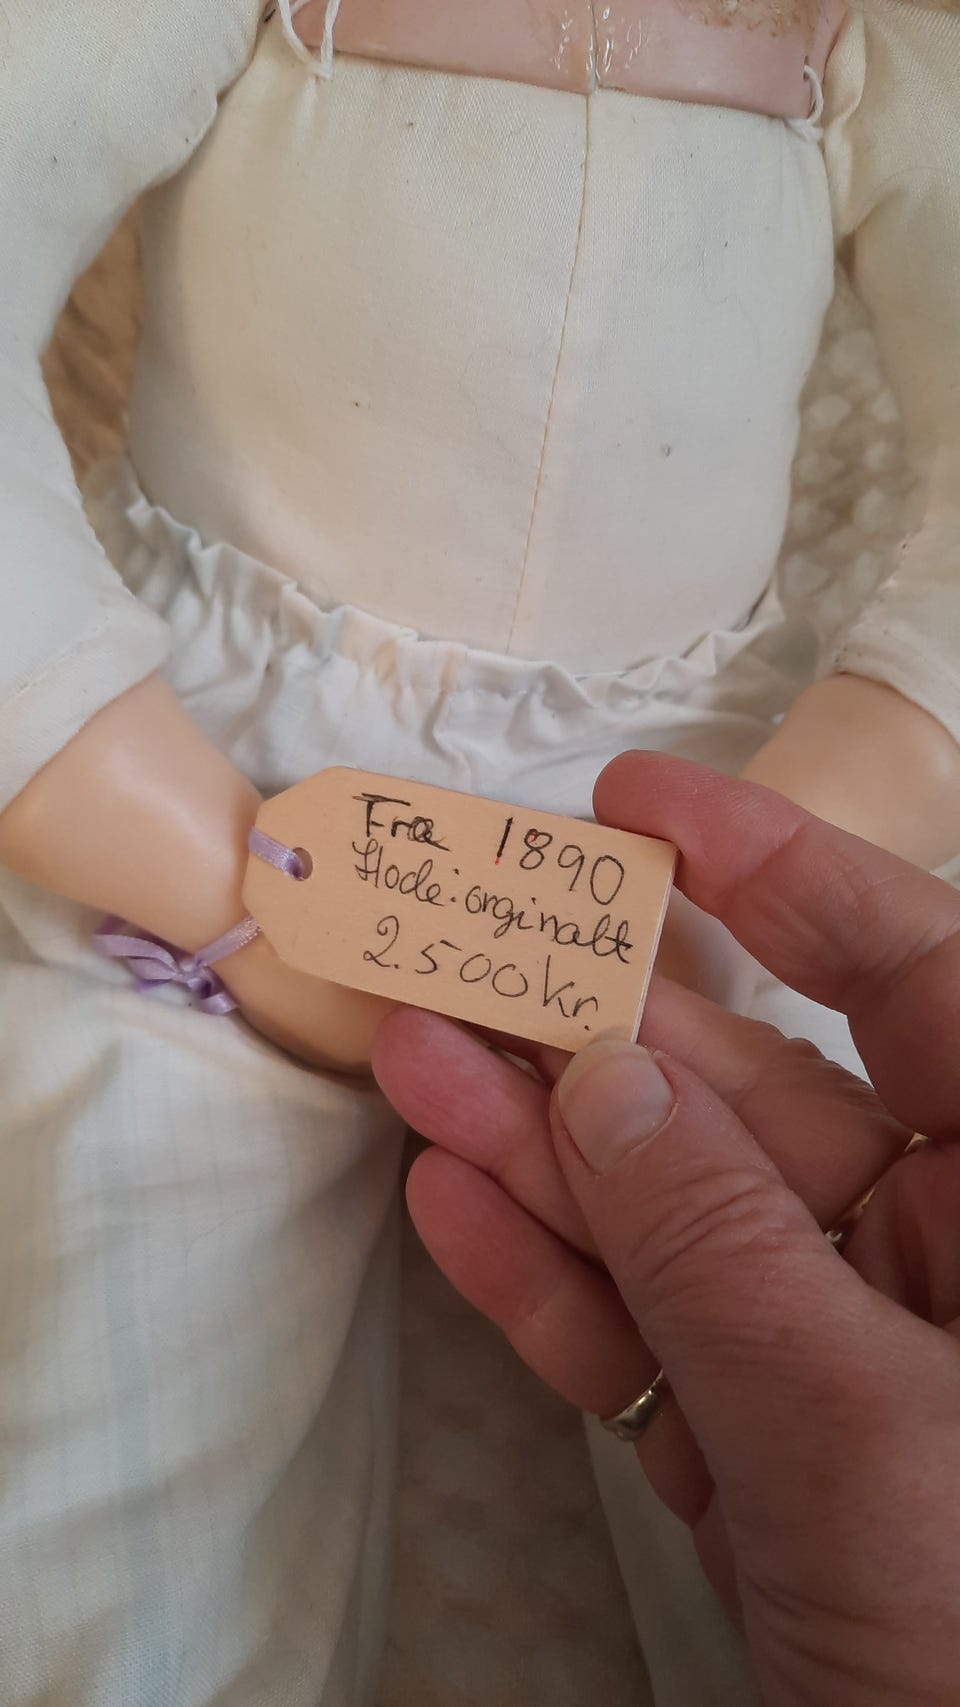 Fra 1890
Hode: orginalt
2.500 Kr.